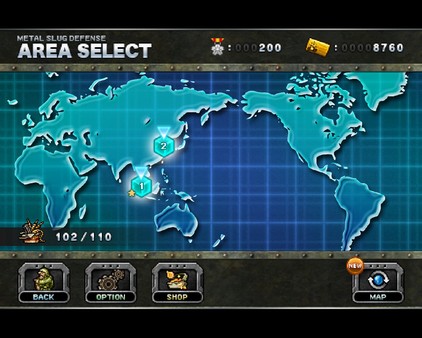 METAL SLUG DEFENSE
AREA SELECT
:000200
:00008760
2
1
102/110
NEW
BACK
OPTION
SHOP
MAP